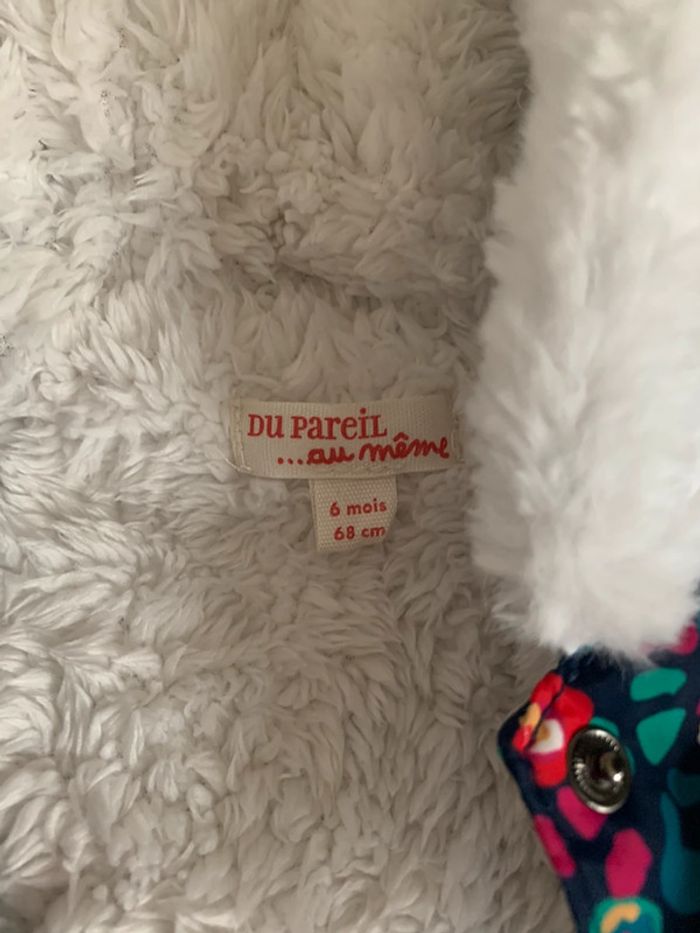 DU PAREIL
...au même
6 mois
68 cm